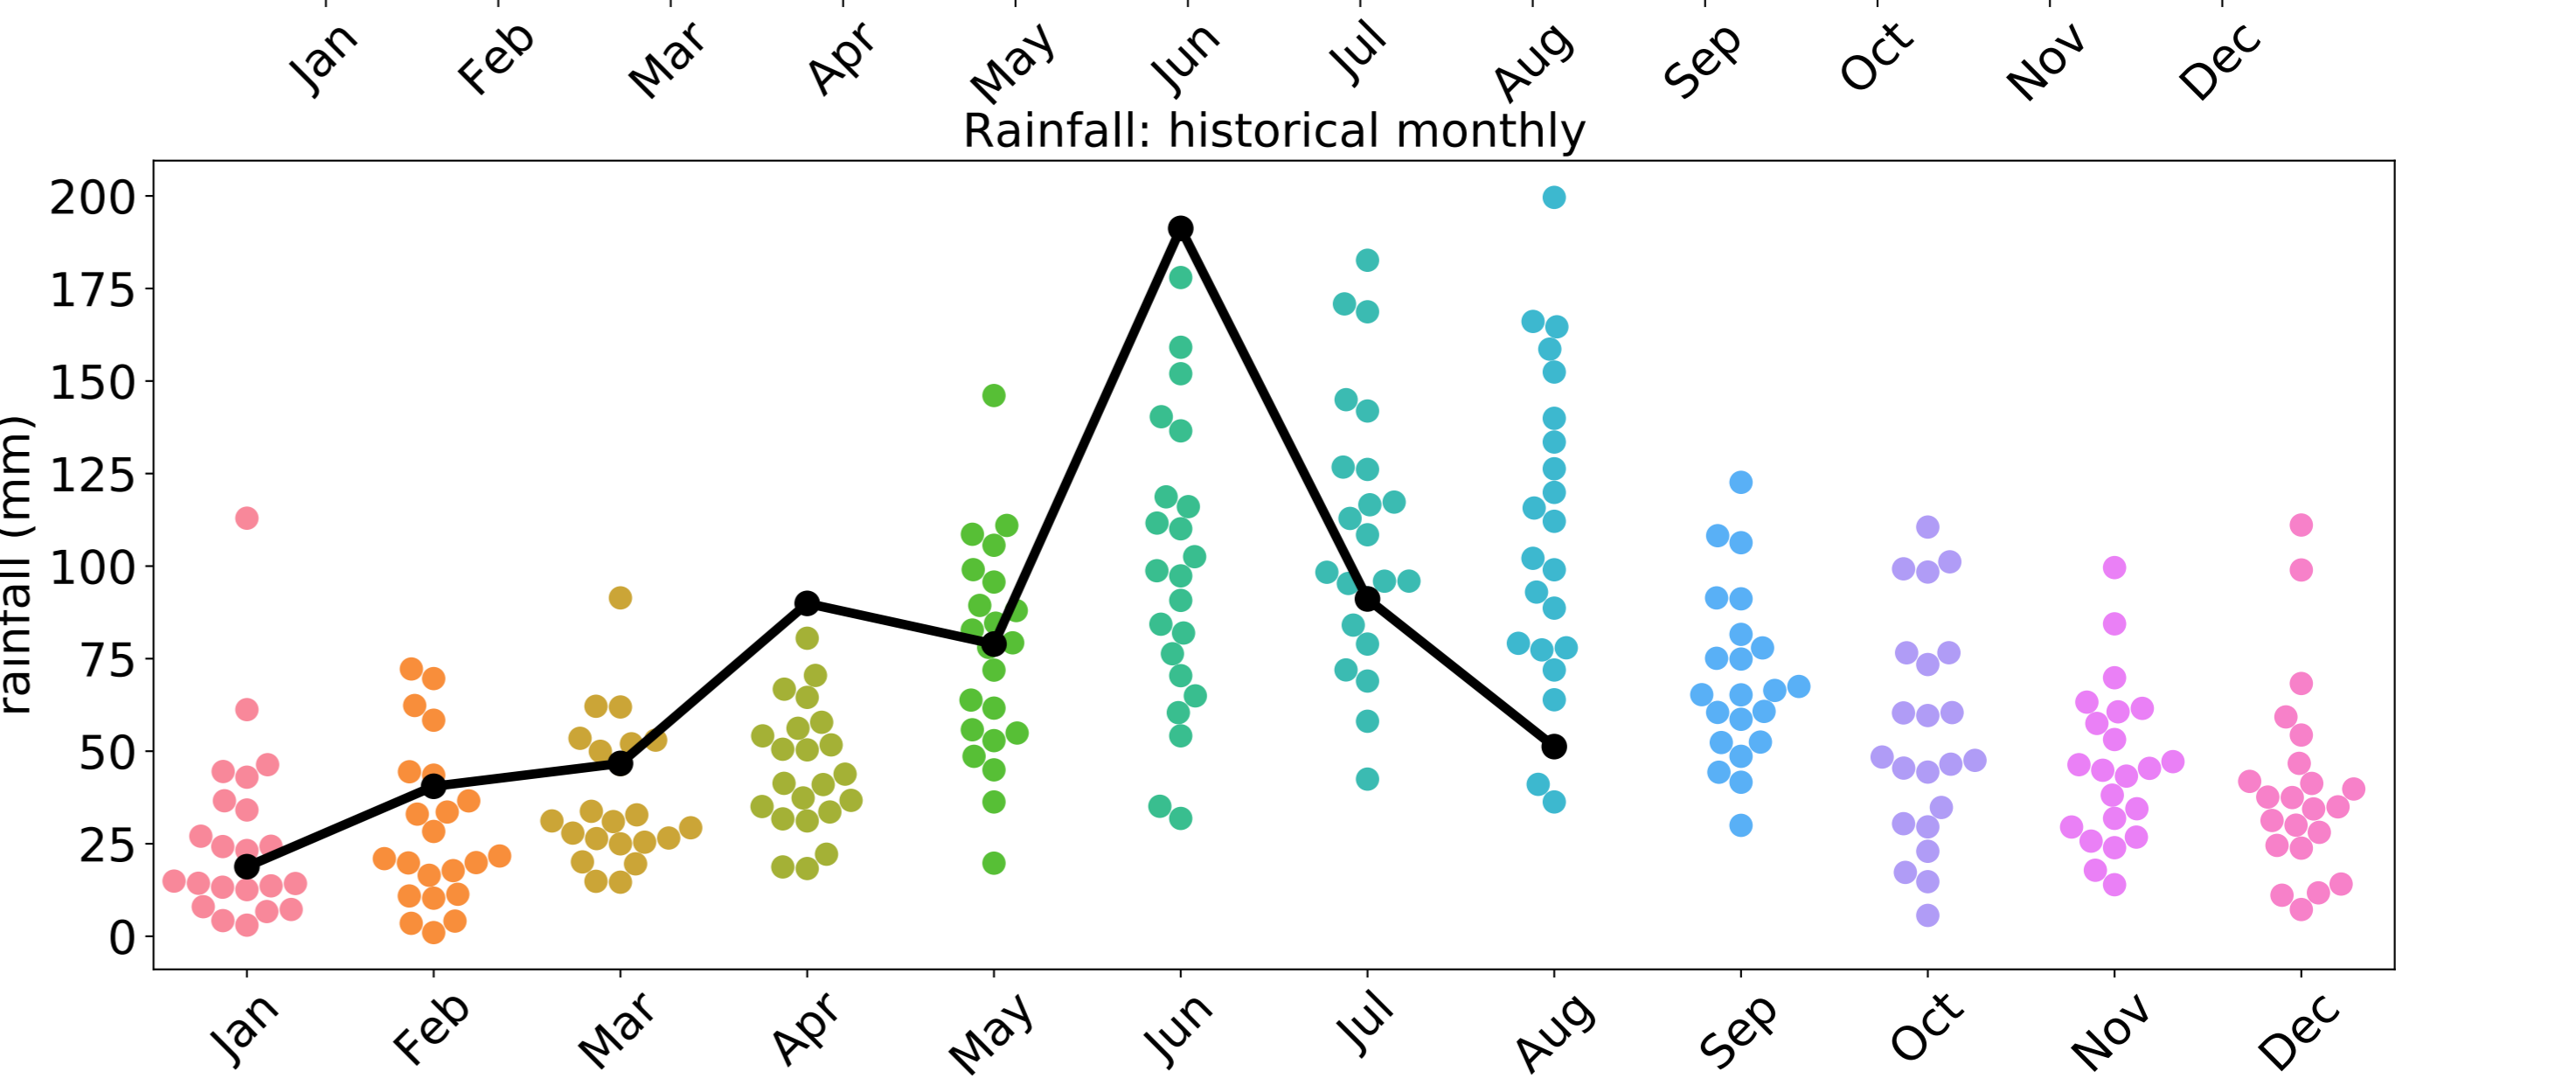 Jan Feb Mar Apr May Jun Jul Aug Sep Oct Nov Dec
Rainfall: historical monthly
rainfall (mm)
200
175
150
125
100
75
50
25
0
Jan Feb Mar Apr May Jun Jul Aug Sep Oct Nov Dec